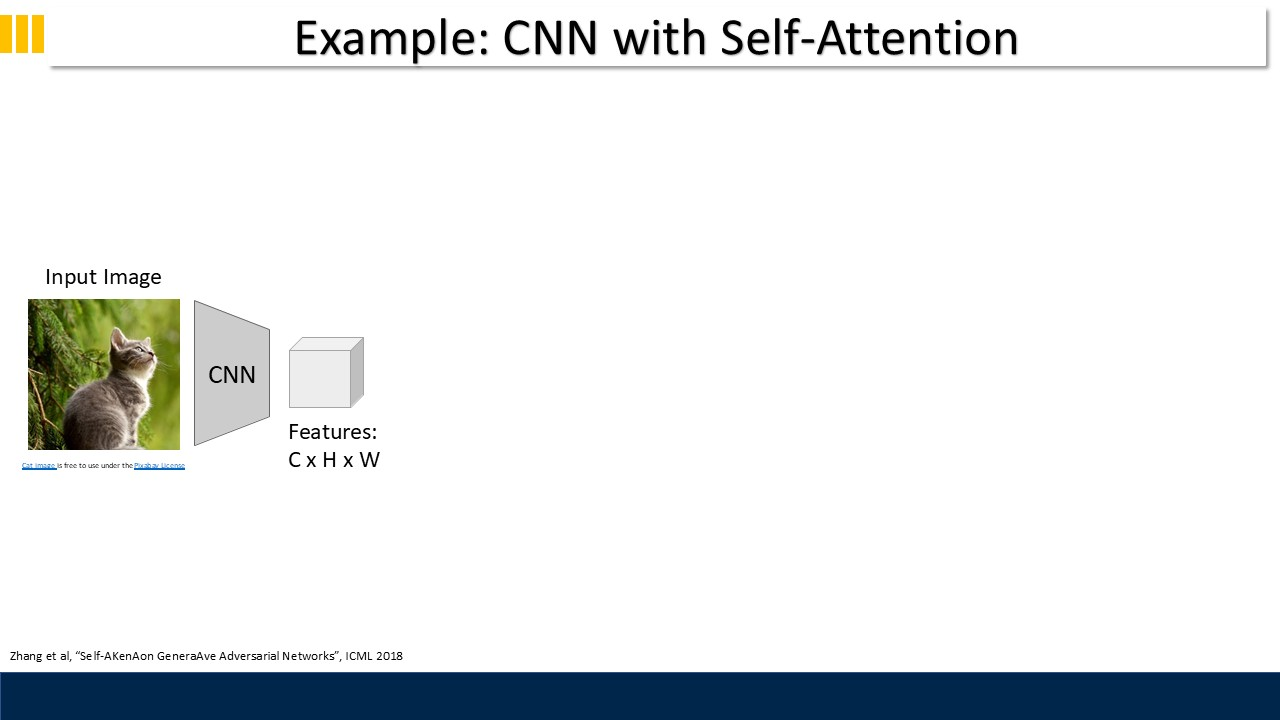 Example: CNN with Self-Attention
Input Image
CNN
Features:
C x H x W
Cat image is free to use under the Pixabay License
Zhang et al, “Self-AKenAon GeneraAve Adversarial Networks”, ICML 2018